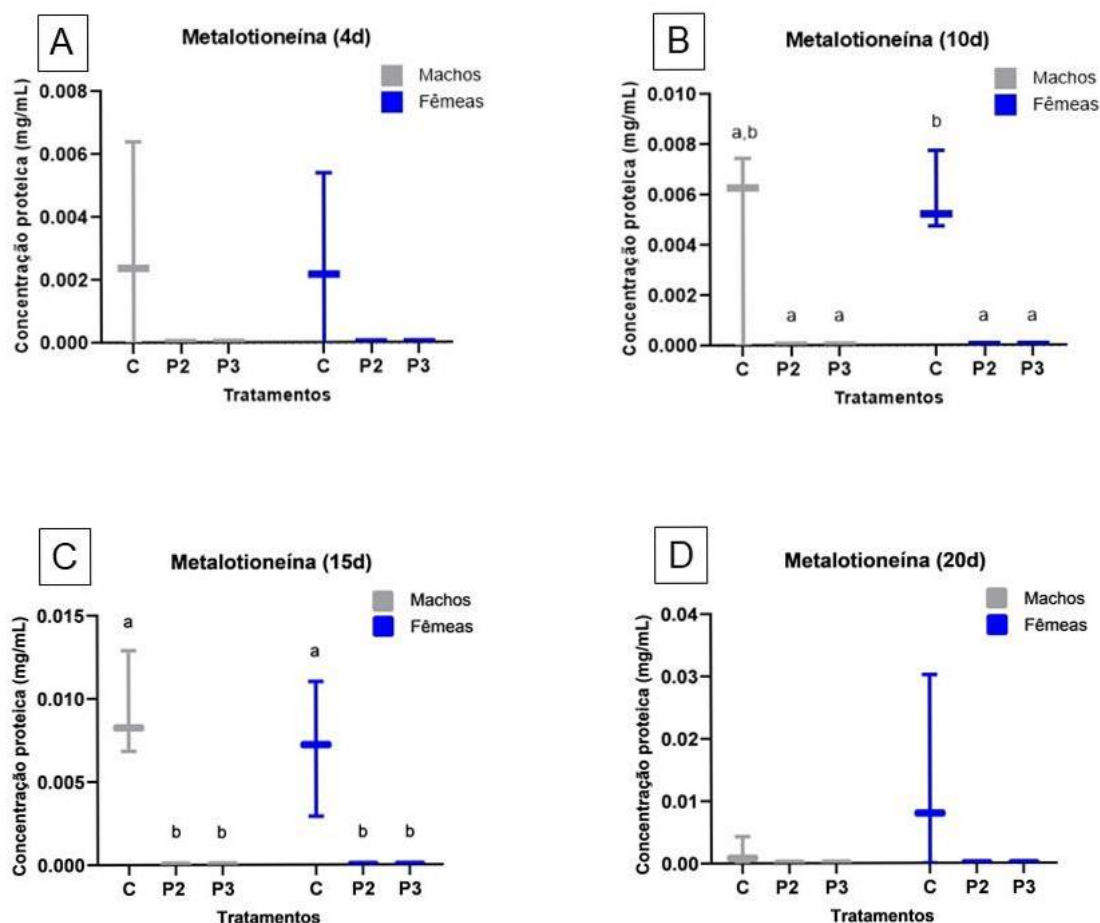 A
Metalotioneína (4d)
Machos
Fêmeas
Concentração proteica (mg/mL)
0.008
0.006
0.004
0.002
0.000
C P2 P3 C P2 P3
Tratamentos
B
Metalotioneína (10d)
Machos
Fêmeas
Concentração proteica (mg/mL)
0.010
0.008
0.006
0.004
0.002
0.000
a,b
a
a
b
a
a
C P2 P3 C P2 P3
Tratamentos
C
Metalotioneína (15d)
Machos
Fêmeas
Concentração proteica (mg/mL)
0.015
0.010
0.005
0.000
a
b
b
a
b
b
C P2 P3 C P2 P3
Tratamentos
D
Metalotioneína (20d)
Machos
Fêmeas
Concentração proteica (mg/mL)
0.04
0.03
0.02
0.01
0.00
C P2 P3 C P2 P3
Tratamentos